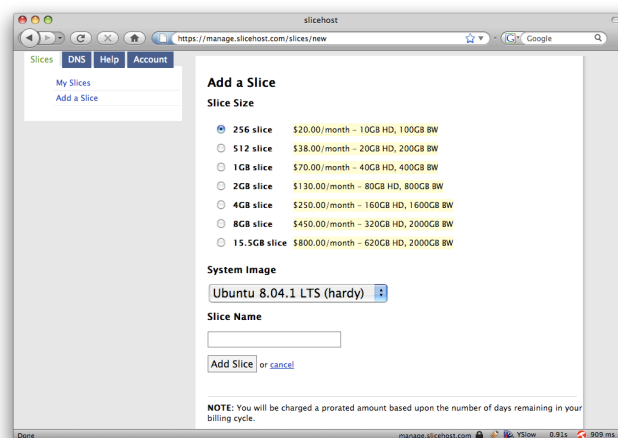 slicehost
https://manage.slicehost.com/slices/new
Google
Slices DNS Help Account
My Slices
Add a Slice
Add a Slice
Slice Size
256 slice $20.00/month – 10GB HD, 100GB BW
512 slice $38.00/month – 20GB HD, 200GB BW
1GB slice $70.00/month – 40GB HD, 400GB BW
2GB slice $130.00/month – 80GB HD, 800GB BW
4GB slice $250.00/month – 160GB HD, 1600GB BW
8GB slice $450.00/month – 320GB HD, 2000GB BW
15.5GB slice $800.00/month – 620GB HD, 2000GB BW
System Image
Ubuntu 8.04.1 LTS (hardy)
Slice Name
Add Slice or cancel
NOTE: You will be charged a prorated amount based upon the number of days remaining in your
billing cycle.
Done manage.slicehost.com YSlow 0.91s 909 ms